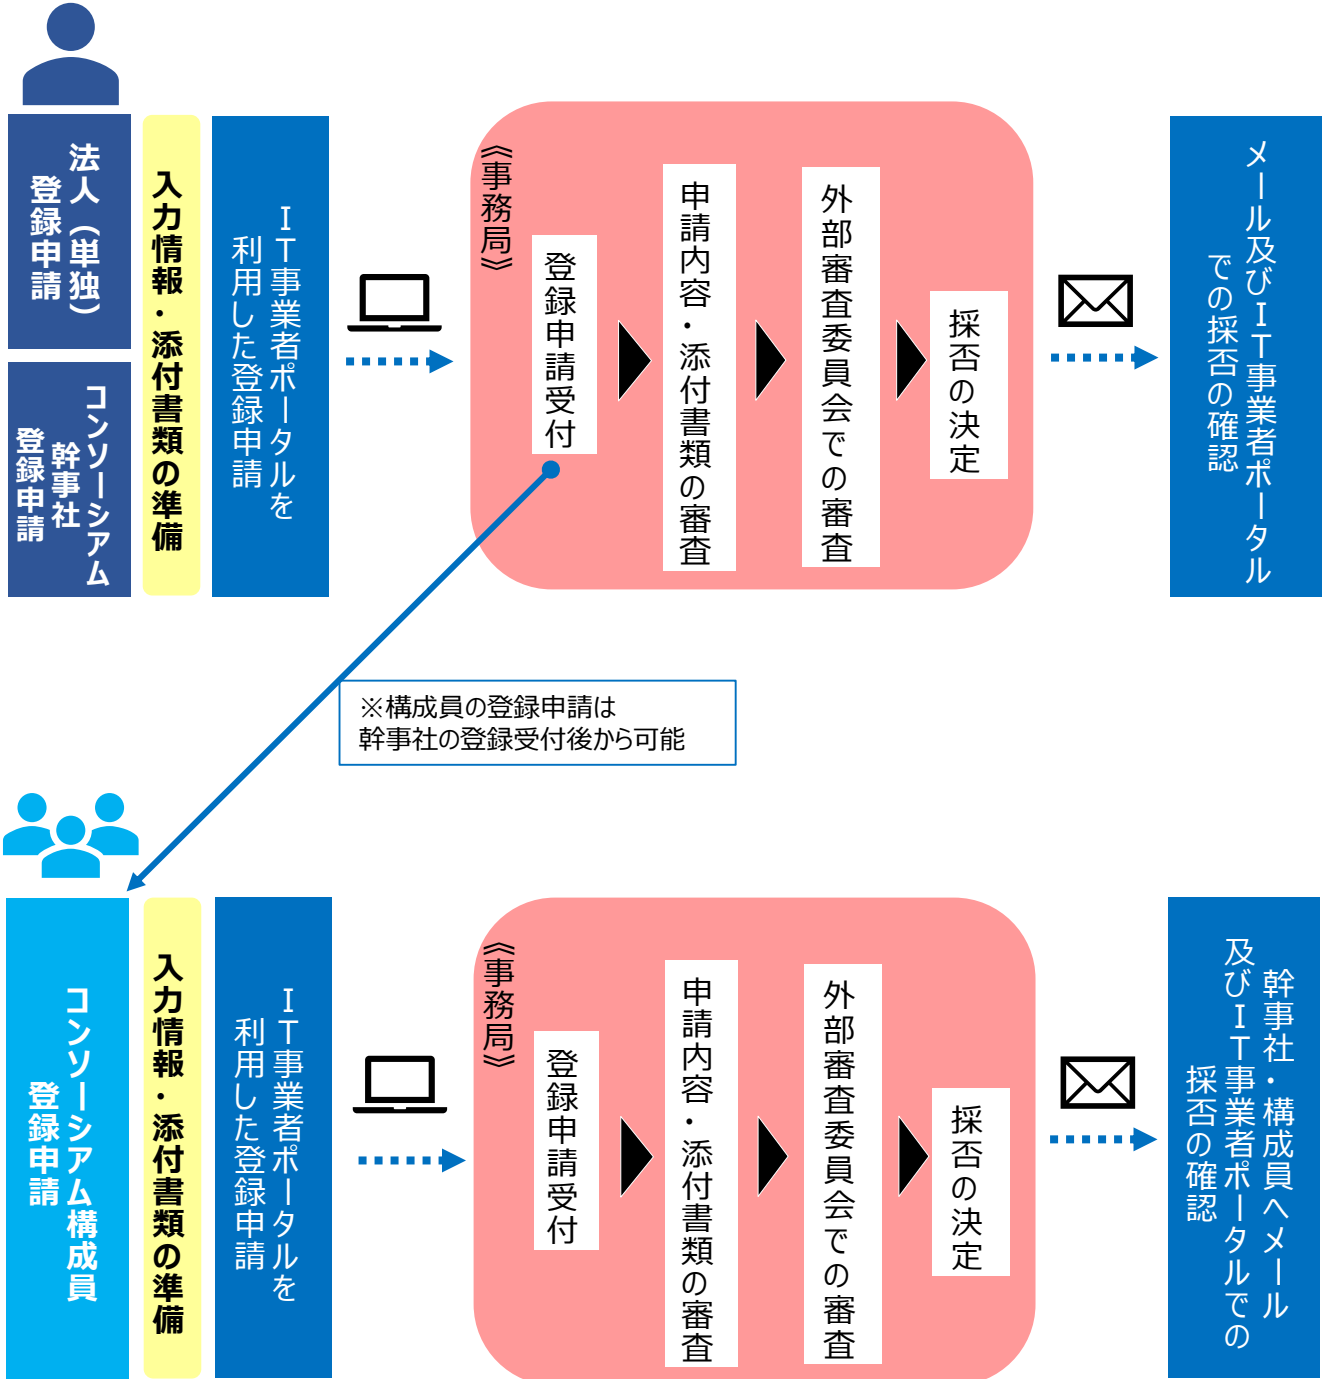 法人（単独）
登録申請
コンソーシアム
幹事社
登録申請
入力情報・添付書類の準備
ＩＴ事業者ポータルを
利用した登録申請
《事務局》
登録申請受付
申請内容・添付書類の審査
外部審査委員会での審査
採否の決定
メール及びＩＴ事業者ポータル
での採否の確認
※構成員の登録申請は
幹事社の登録受付後から可能
コンソーシアム構成員
登録申請
入力情報・添付書類の準備
ＩＴ事業者ポータルを
利用した登録申請
《事務局》
登録申請受付
申請内容・添付書類の審査
外部審査委員会での審査
採否の決定
幹事社・構成員へメール
及びＩＴ事業者ポータルでの
採否の確認